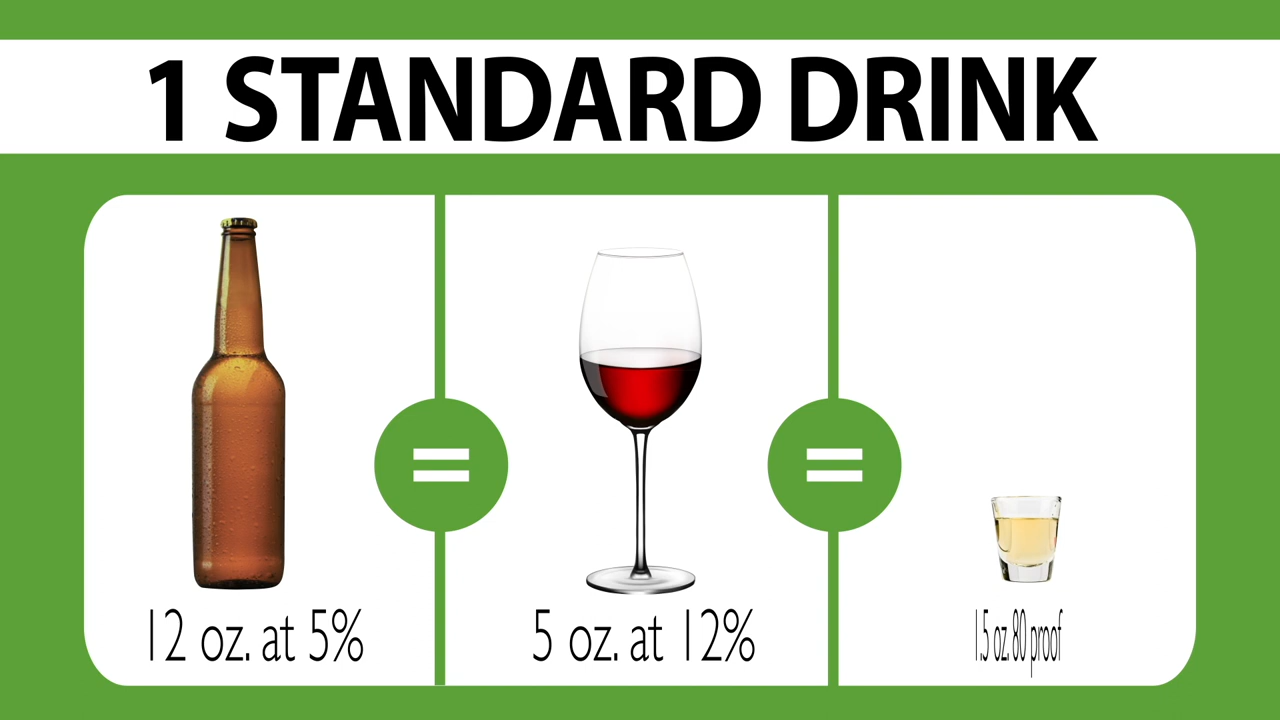 1 STANDARD DRINK
=
=
12 oz. at 5%
5 oz. at 12%
1.5 oz. 80 proof